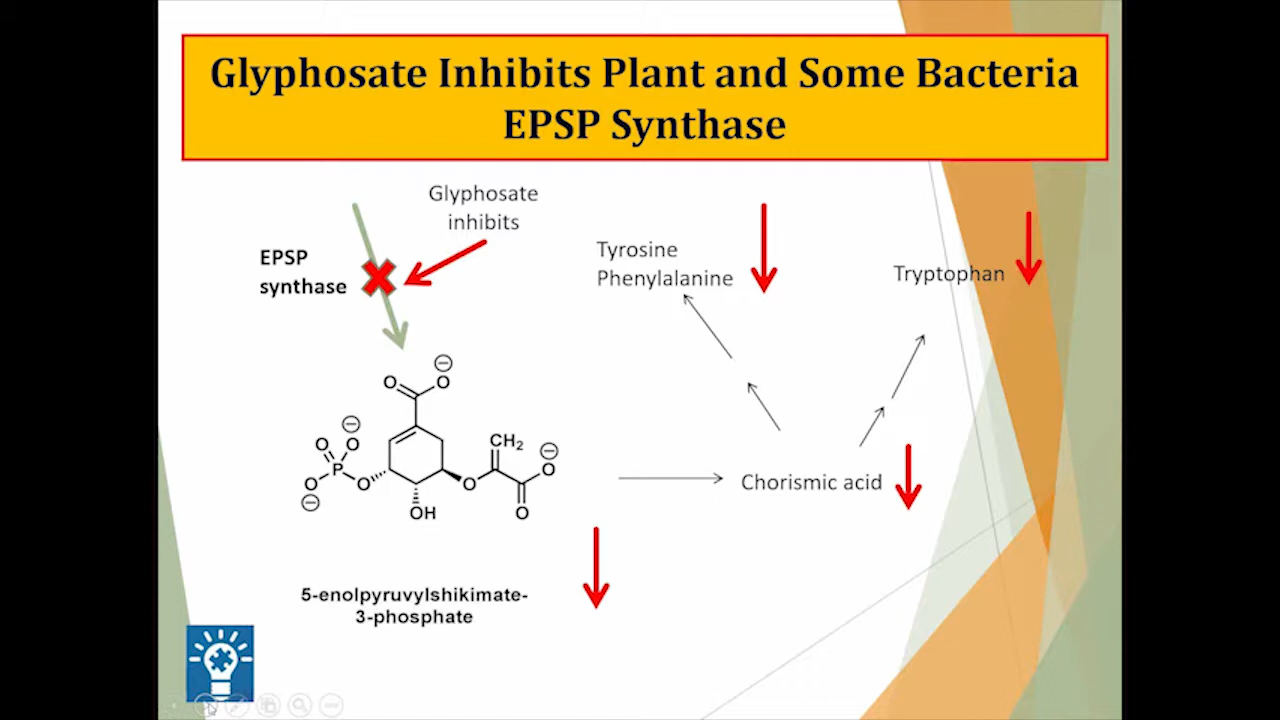 Glyphosate Inhibits Plant and Some Bacteria
EPSP Synthase
Glyphosate
inhibits
EPSP
synthase
Tyrosine
Phenylalanine
Tryptophan
O
O
⊖
O
O
⊖
P
O
⊖
O
OH
O
CH2
O
⊖
O
Chorismic acid
5-enolpyruvylshikimate-
3-phosphate